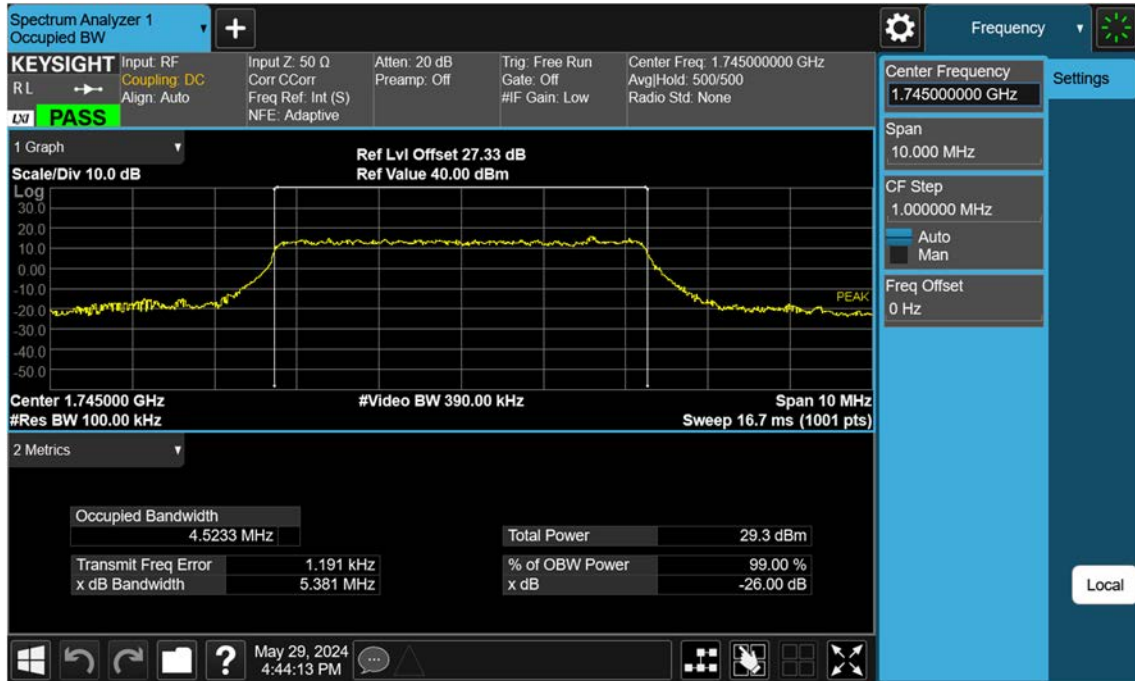 Spectrum Analyzer 1
Occupied BW
+
Frequency
KEYSIGHT
R L
LXI
PASS
Input: RF
Coupling: DC
Align: Auto
Input Z: 50 Ω
Corr CCorr
Freq Ref: Int (S)
NFE: Adaptive
Atten: 20 dB
Preamp: Off
Trig: Free Run
Gate: Off
#IF Gain: Low
Center Freq: 1.745000000 GHz
Avg|Hold: 500/500
Radio Std: None
Center Frequency
1.745000000 GHz
Settings
Span
10.000 MHz
CF Step
1.000000 MHz
Auto
Man
Freq Offset
0 Hz
Local
1 Graph
Scale/Div 10.0 dB
Ref Lvl Offset 27.33 dB
Ref Value 40.00 dBm
Log
30.0
20.0
10.0
0.00
-10.0
-20.0
-30.0
-40.0
-50.0
PEAK
Center 1.745000 GHz
#Video BW 390.00 kHz
Span 10 MHz
#Res BW 100.00 kHz
Sweep 16.7 ms (1001 pts)
2 Metrics
Occupied Bandwidth
4.5233 MHz
Total Power 29.3 dBm
Transmit Freq Error 1.191 kHz
% of OBW Power 99.00 %
x dB Bandwidth 5.381 MHz
x dB -26.00 dB
?
May 29, 2024
4:44:13 PM